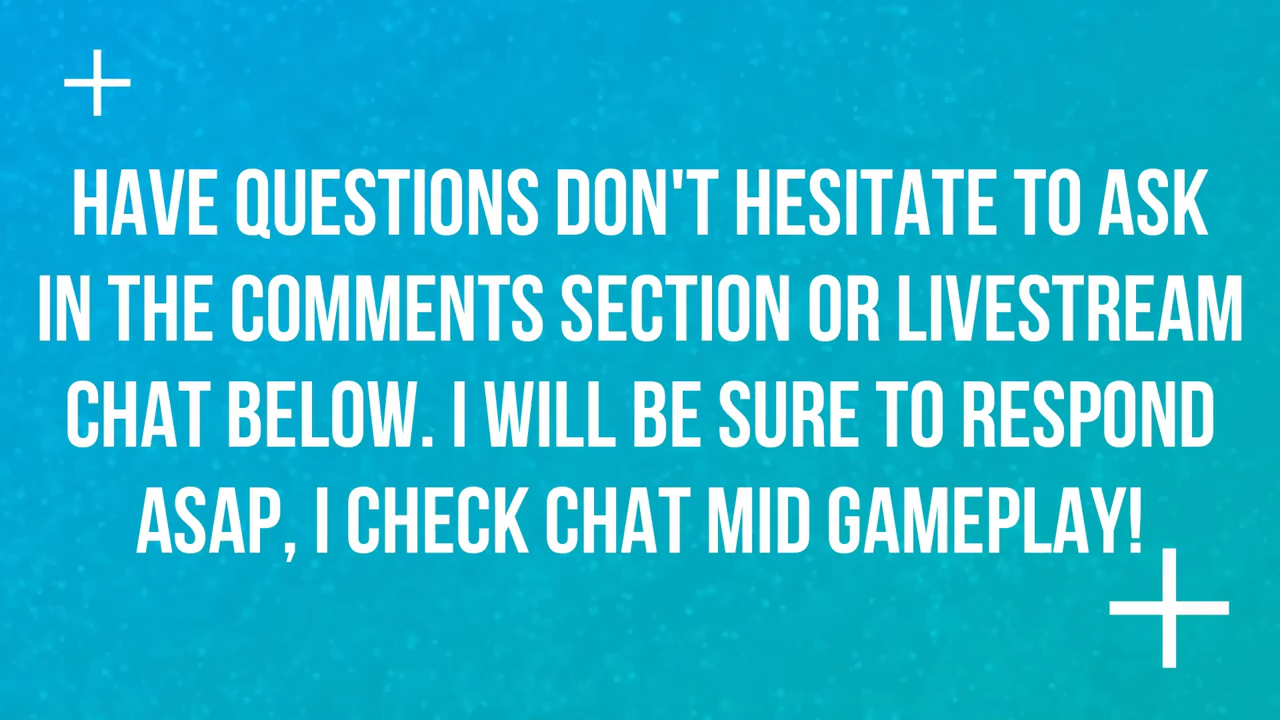 HAVE QUESTIONS DON'T HESITATE TO ASK
IN THE COMMENTS SECTION OR LIVESTREAM
CHAT BELOW. I WILL BE SURE TO RESPOND
ASAP, I CHECK CHAT MID GAMEPLAY!